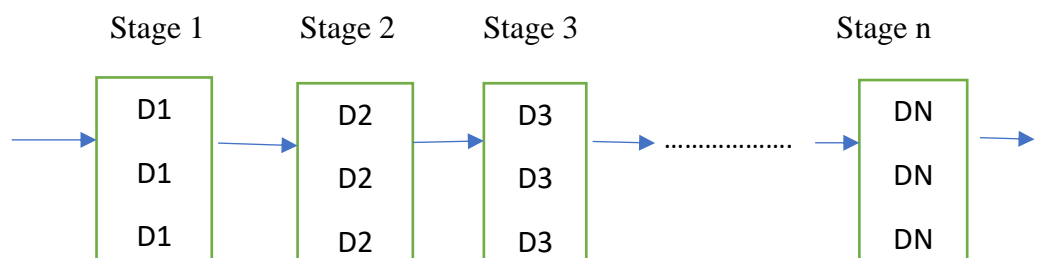 Stage 1 Stage 2 Stage 3 Stage n
D1 D2 D3 ……………… DN
D1 D2 D3 DN
D1 D2 D3 DN